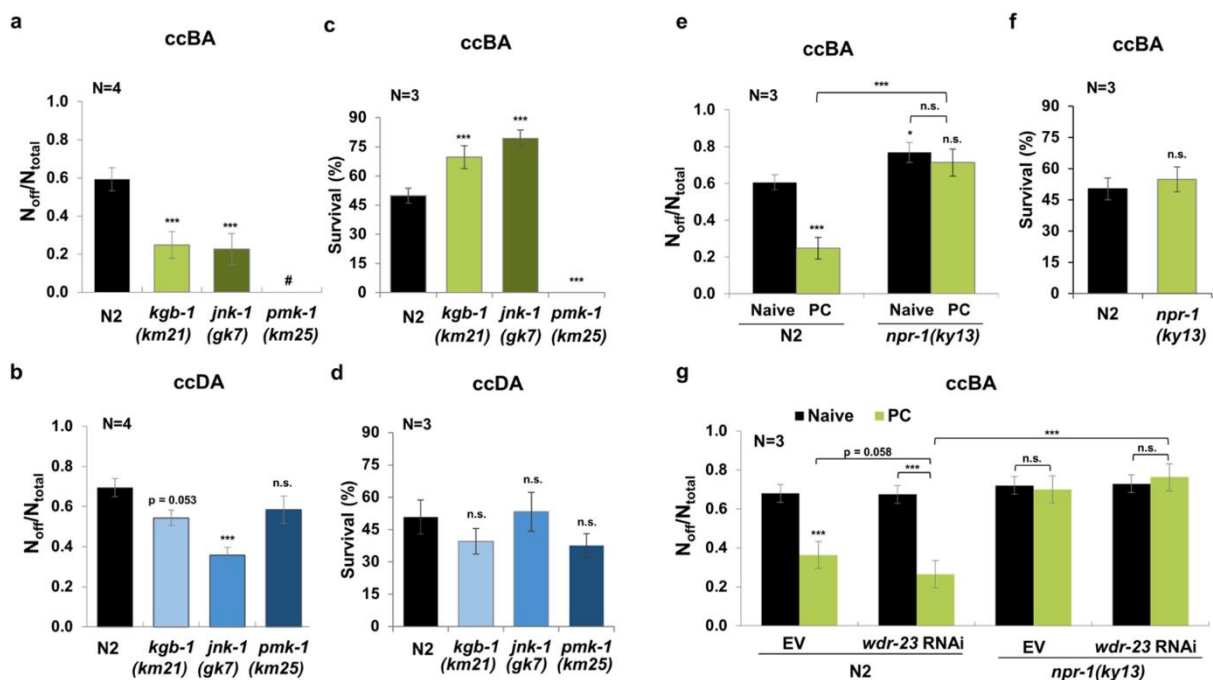 a
ccBA
N=4
1.0
0.8
0.6
0.4
0.2
0.0
Noff/Ntotal
***
***
#
N2
kgb-1
(km21)
jnk-1
(gk7)
pmk-1
(km25)
c
ccBA
N=3
90
75
60
45
30
15
0
Survival (%)
***
***
***
N2
kgb-1
(km21)
jnk-1
(gk7)
pmk-1
(km25)
e
ccBA
N=3
1.0
0.8
0.6
0.4
0.2
0.0
Noff/Ntotal
***
***
*
n.s.
n.s.
Naive
PC
N2
Naive
PC
npr-1(ky13)
f
ccBA
N=3
90
75
60
45
30
15
0
Survival (%)
n.s.
N2
npr-1
(ky13)
b
ccDA
N=4
1.0
0.8
0.6
0.4
0.2
0.0
Noff/Ntotal
p = 0.053
***
n.s.
N2
kgb-1
(km21)
jnk-1
(gk7)
pmk-1
(km25)
d
ccDA
N=3
90
75
60
45
30
15
0
Survival (%)
n.s.
n.s.
n.s.
N2
kgb-1
(km21)
jnk-1
(gk7)
pmk-1
(km25)
g
ccBA
Naive
PC
N=3
1.0
0.8
0.6
0.4
0.2
0.0
Noff/Ntotal
p = 0.058
***
***
***
n.s.
n.s.
EV
wdr-23 RNAi
N2
EV
wdr-23 RNAi
npr-1(ky13)